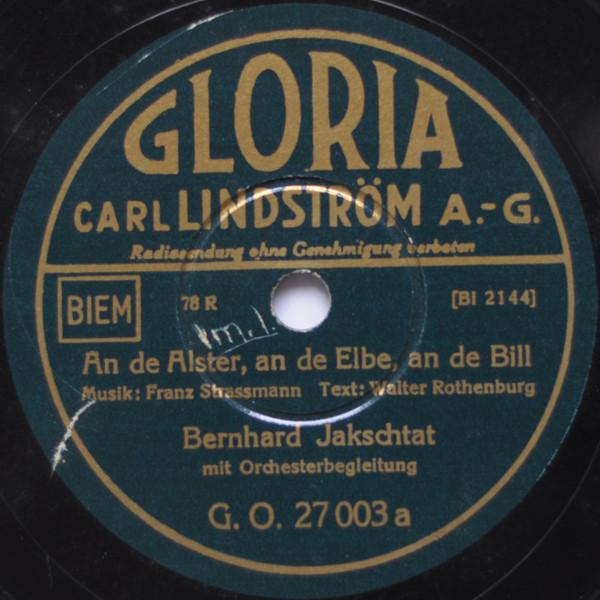 GLORIA
CARL LINDSTRÖM A.-G.
Radiosendung ohne Genehmigung verboten
BIEM 78 R [BI 2144]
m.1.
An de Alster, an de Elbe, an de Bill
Musik: Franz Strassmann Text: Walter Rothenburg
Bernhard Jakschtat
mit Orchesterbegleitung
G. O. 27 003 a